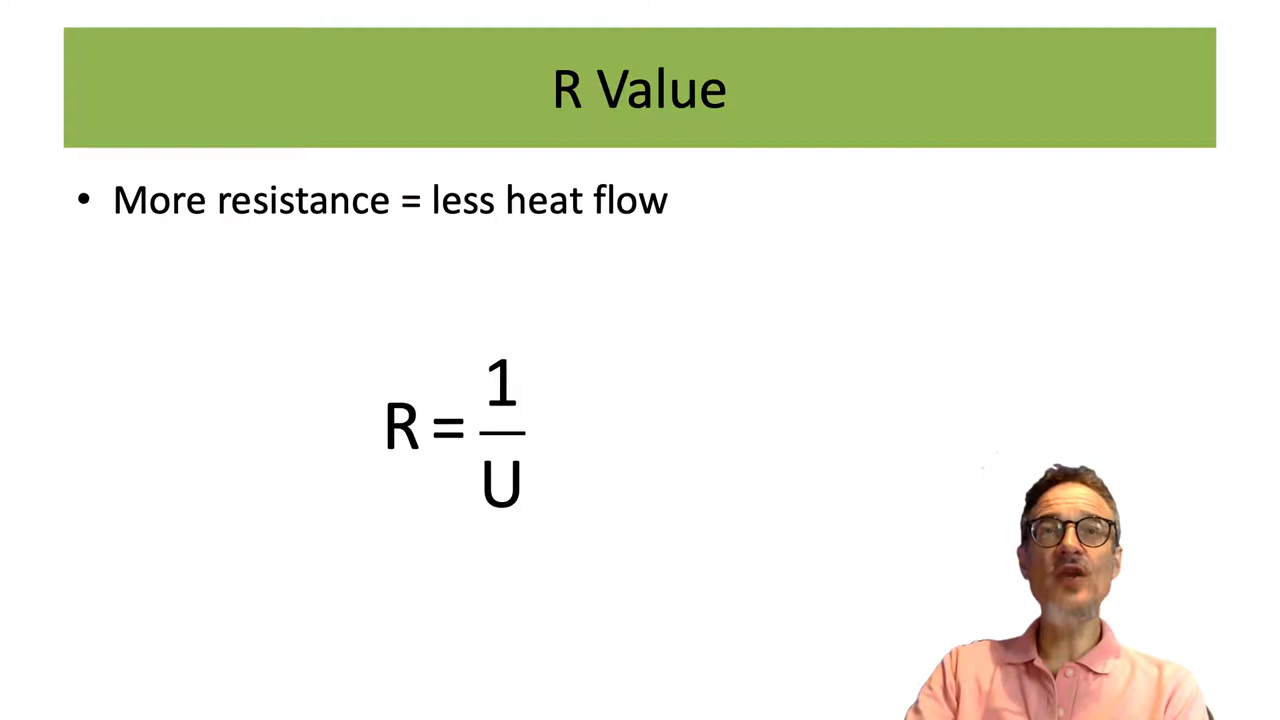 R Value
• More resistance = less heat flow
R = 1
U